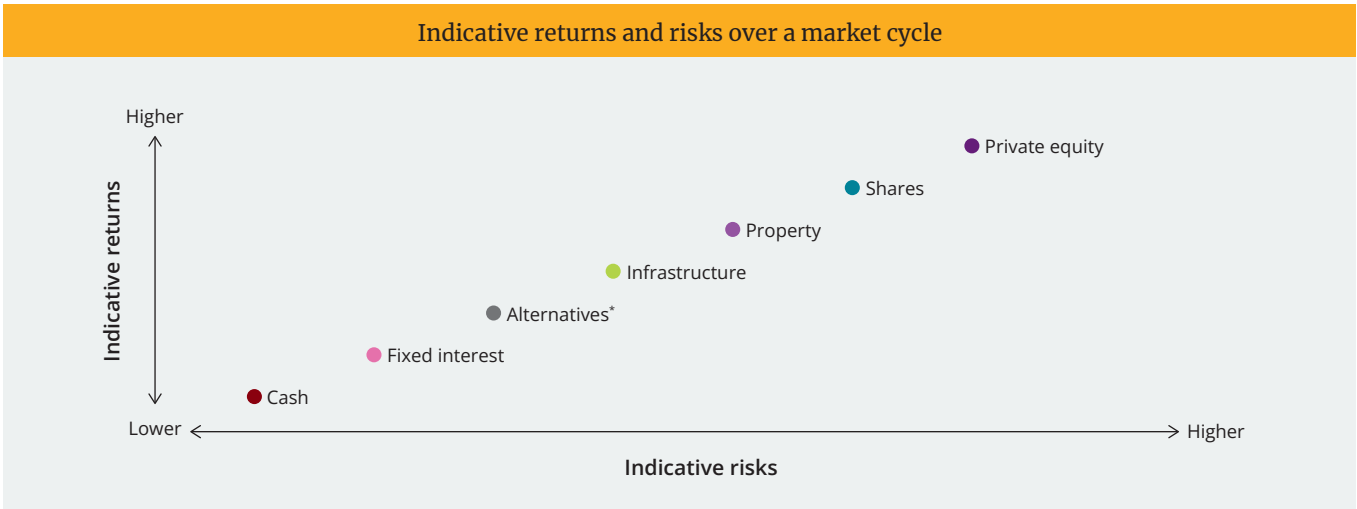 Indicative returns and risks over a market cycle
Higher
Private equity
Shares
Property
Infrastructure
Alternatives*
Fixed interest
Cash
Indicative returns
Lower
Higher
Indicative risks